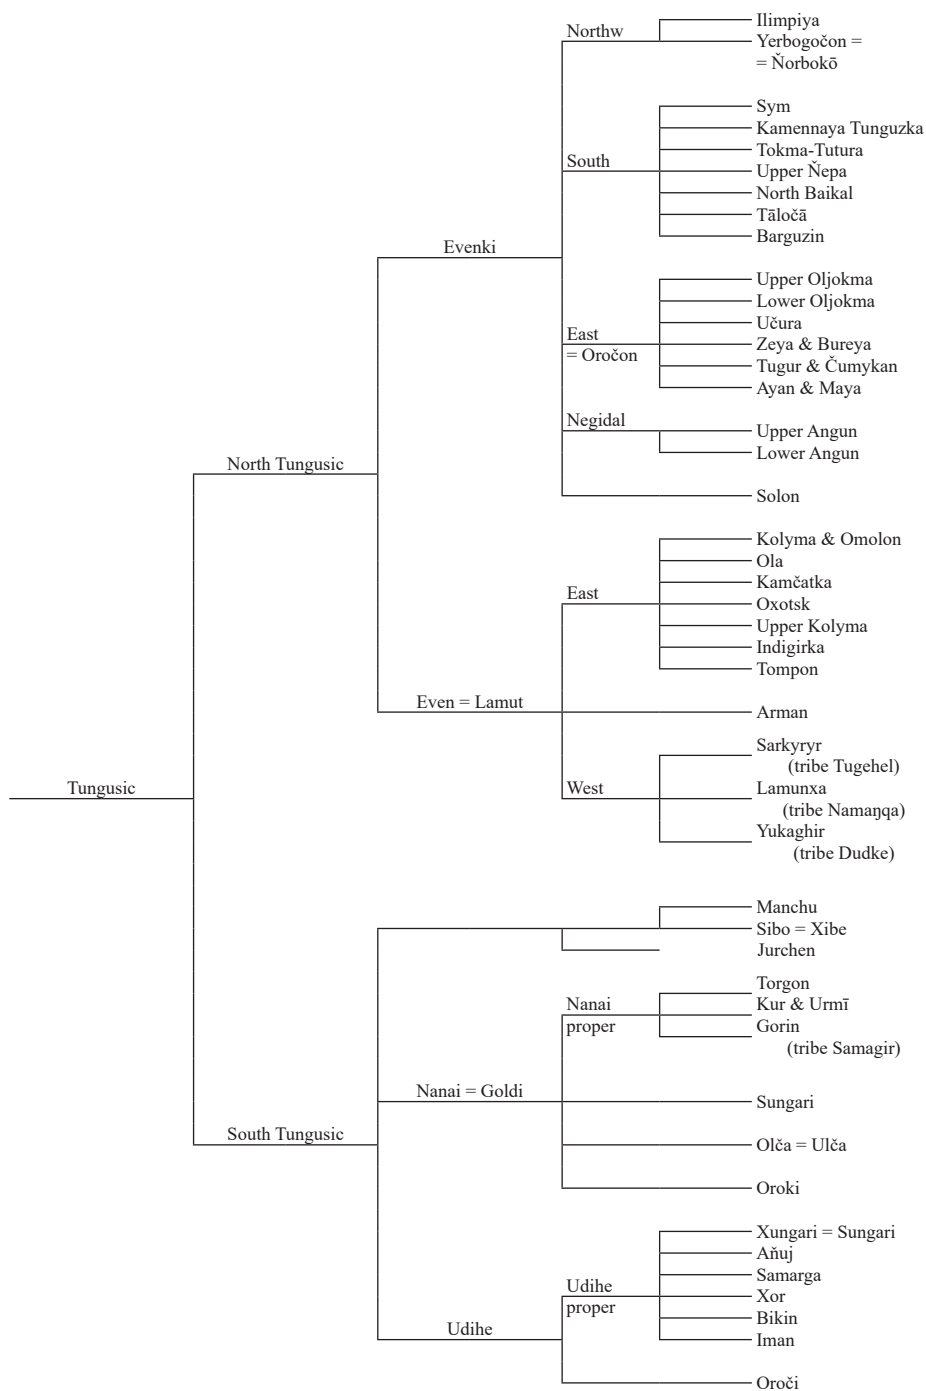 Ilimpiya
Northw
Yerbogočon =
= Ňorbokō
Sym
Kamennaya Tunguzka
Tokma-Tutura
South
Upper Ňepa
North Baikal
Tāločā
Barguzin
Evenki
Upper Oljokma
Lower Oljokma
Učura
East
= Oročon
Zeya & Bureya
Tugur & Čumykan
Ayan & Maya
Negidal
Upper Angun
Lower Angun
North Tungusic
Solon
Kolyma & Omolon
Ola
Kamčatka
East
Oxotsk
Upper Kolyma
Indigirka
Tompon
Even = Lamut
Arman
Sarkyryr
(tribe Tugehel)
Tungusic
West
Lamunxa
(tribe Namaŋqa)
Yukaghir
(tribe Dudke)
Manchu
Sibo = Xibe
Jurchen
Torgon
Nanai
proper
Kur & Urmī
Gorin
(tribe Samagir)
Nanai = Goldi
Sungari
South Tungusic
Olča = Ulča
Oroki
Xungari = Sungari
Aňuj
Samarga
Udihe
proper
Xor
Bikin
Iman
Udihe
Oroči